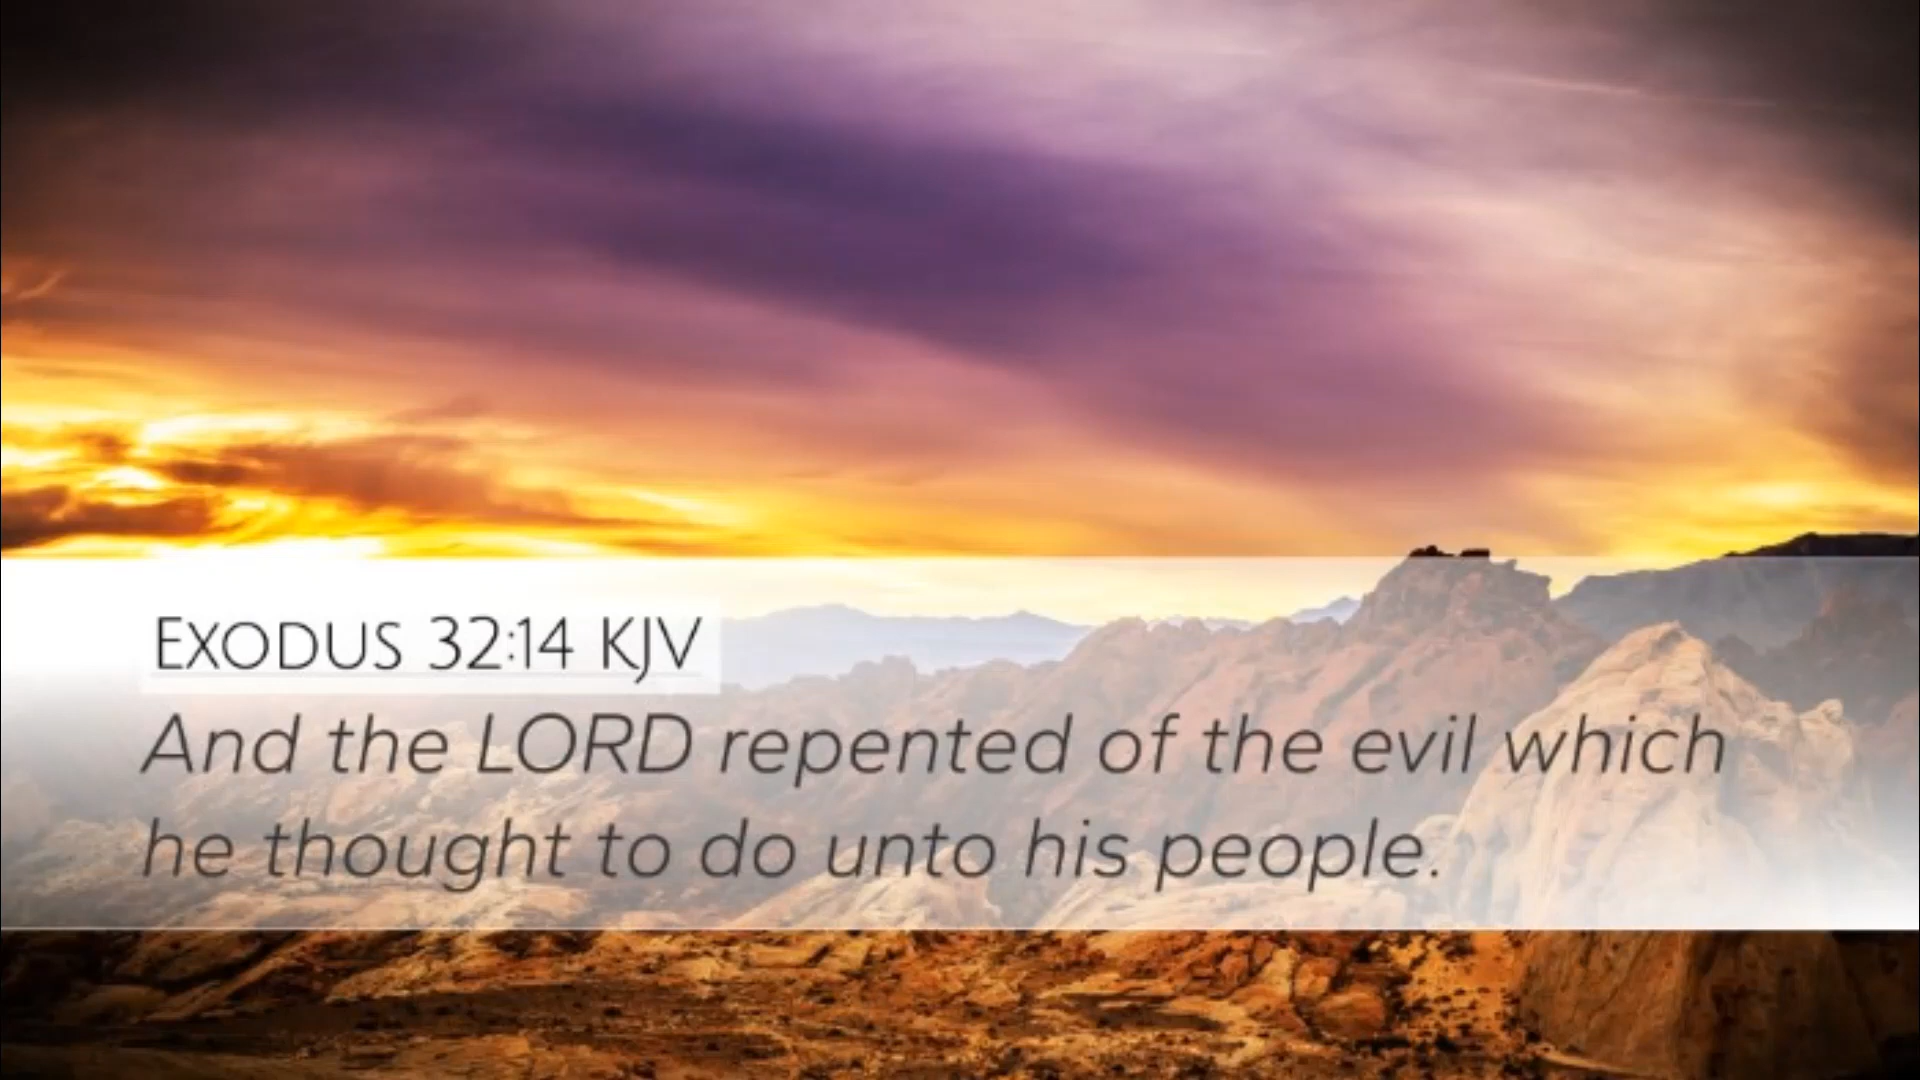 EXODUS 32:14 KJV
And the LORD repented of the evil which
he thought to do unto his people.